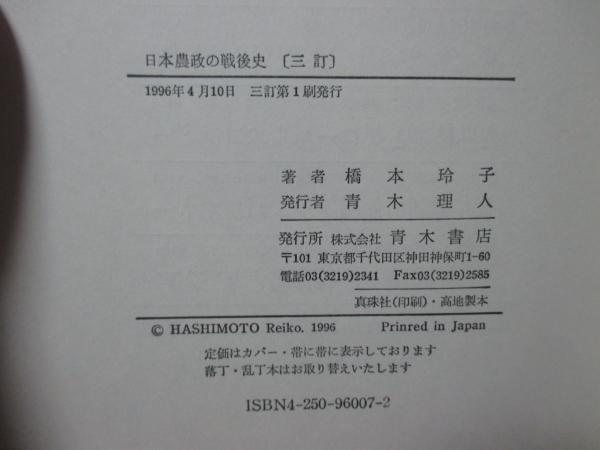 日本農政の戦後史 〔三 訂〕
1996年4月10日 三訂第1刷発行
著 者 橋 本 玲 子
発行者 青 木 理 人
発行所 株式会社 青 木 書 店
〒101 東京都千代田区神田神保町1-60
電話03(3219)2341 Fax03(3219)2585
真珠社(印刷)・高地製本
© HASHIMOTO Reiko, 1996 Prinred in Japan
定価はカバー・帯に帯に表示しております
落丁・乱丁本はお取り替えいたします
ISBN4-250-96007-2